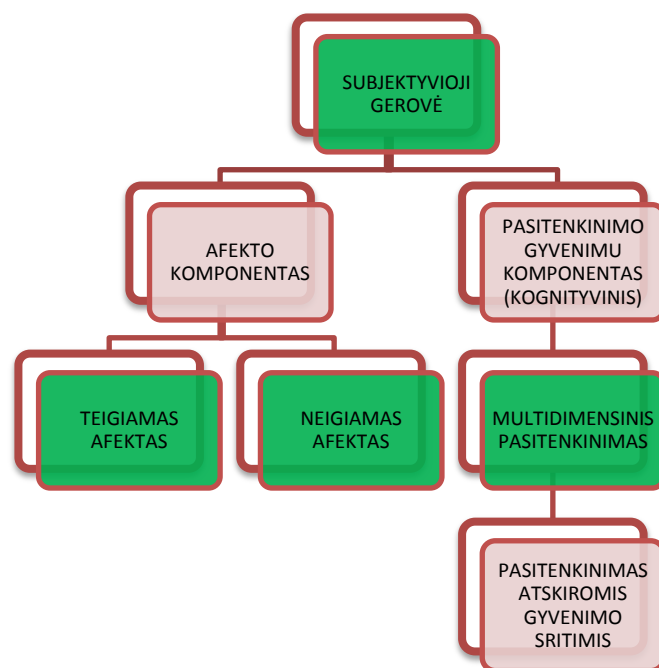 SUBJEKTYVIOJI
GEROVĖ
AFEKTO
KOMPONENTAS
PASITENKINIMO
GYVENIMU
KOMPONENTAS
(KOGNITYVINIS)
TEIGIAMAS
AFEKTAS
NEIGIAMAS
AFEKTAS
MULTIDIMENSINIS
PASITENKINIMAS
PASITENKINIMAS
ATSKIROMIS
GYVENIMO
SRITIMIS